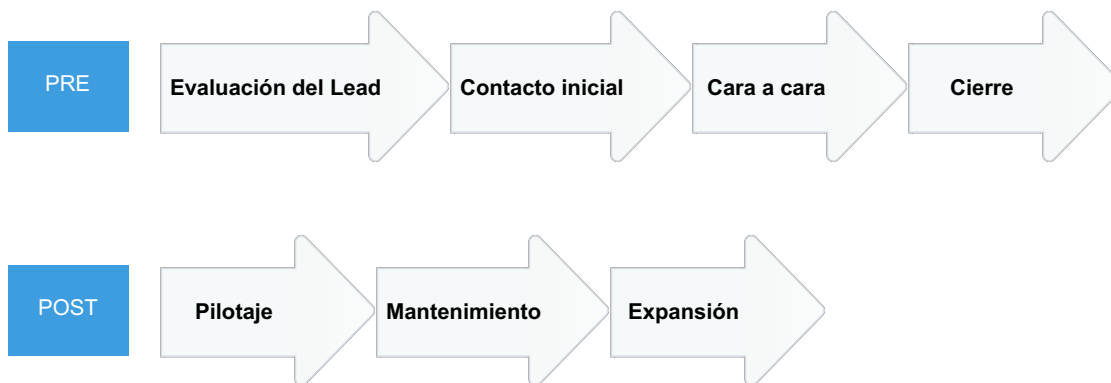 PRE
Evaluación del Lead
Contacto inicial
Cara a cara
Cierre
POST
Pilotaje
Mantenimiento
Expansión